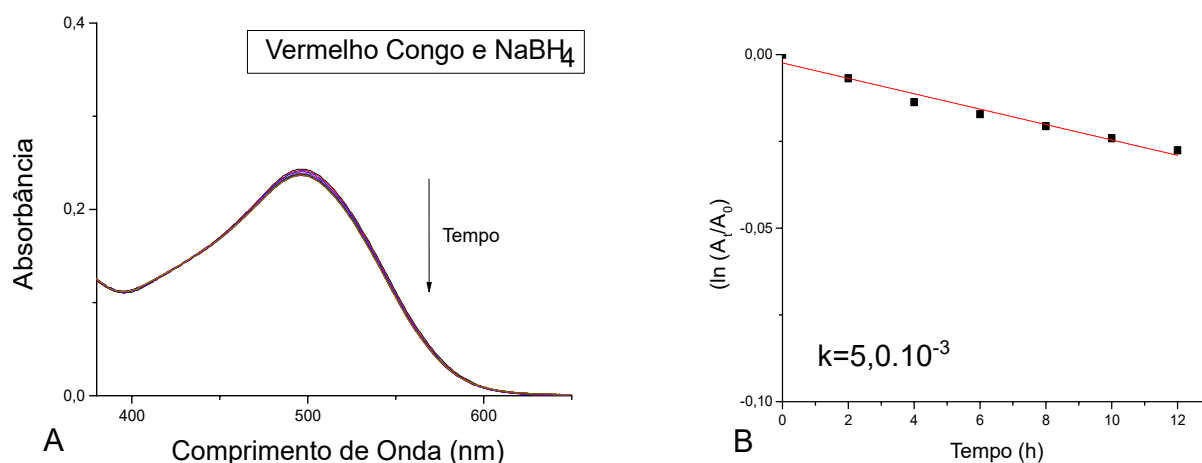 0,4
Vermelho Congo e NaBH4
0,2
0,0
Absorbância
Tempo
400
500
600
A
Comprimento de Onda (nm)
0,00
-0,05
-0,10
(ln (At/A0)
k=5,0.10-3
0
2
4
6
8
10
12
B
Tempo (h)